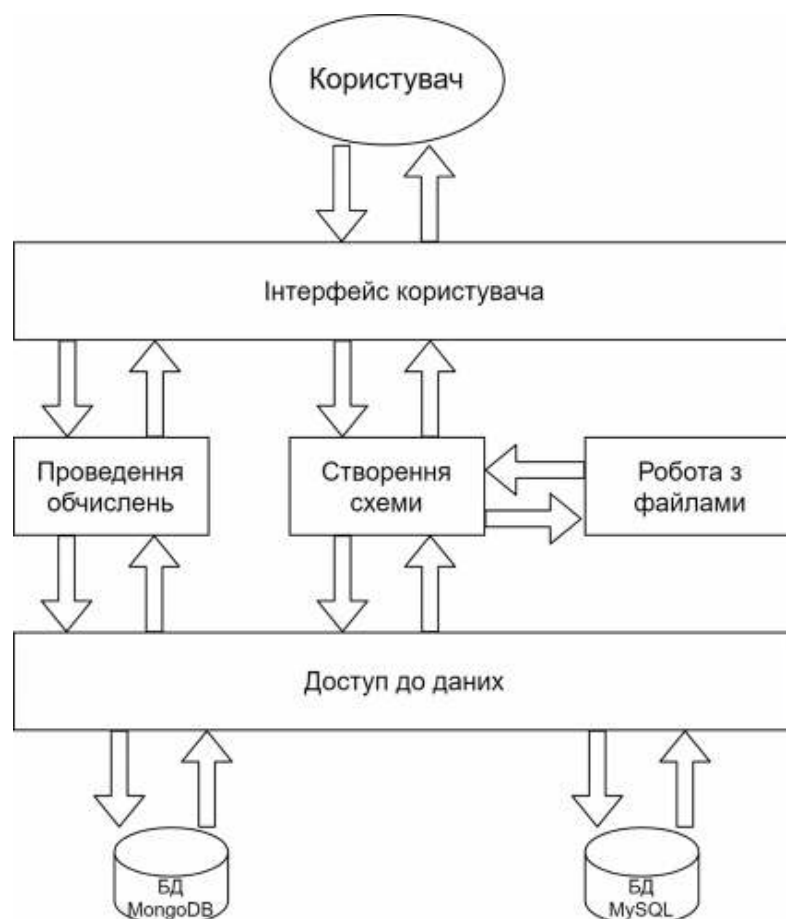 Користувач
Інтерфейс користувача
Проведення
обчислень
Створення
схеми
Робота з
файлами
Доступ до даних
БД
MongoDB
БД
MySQL